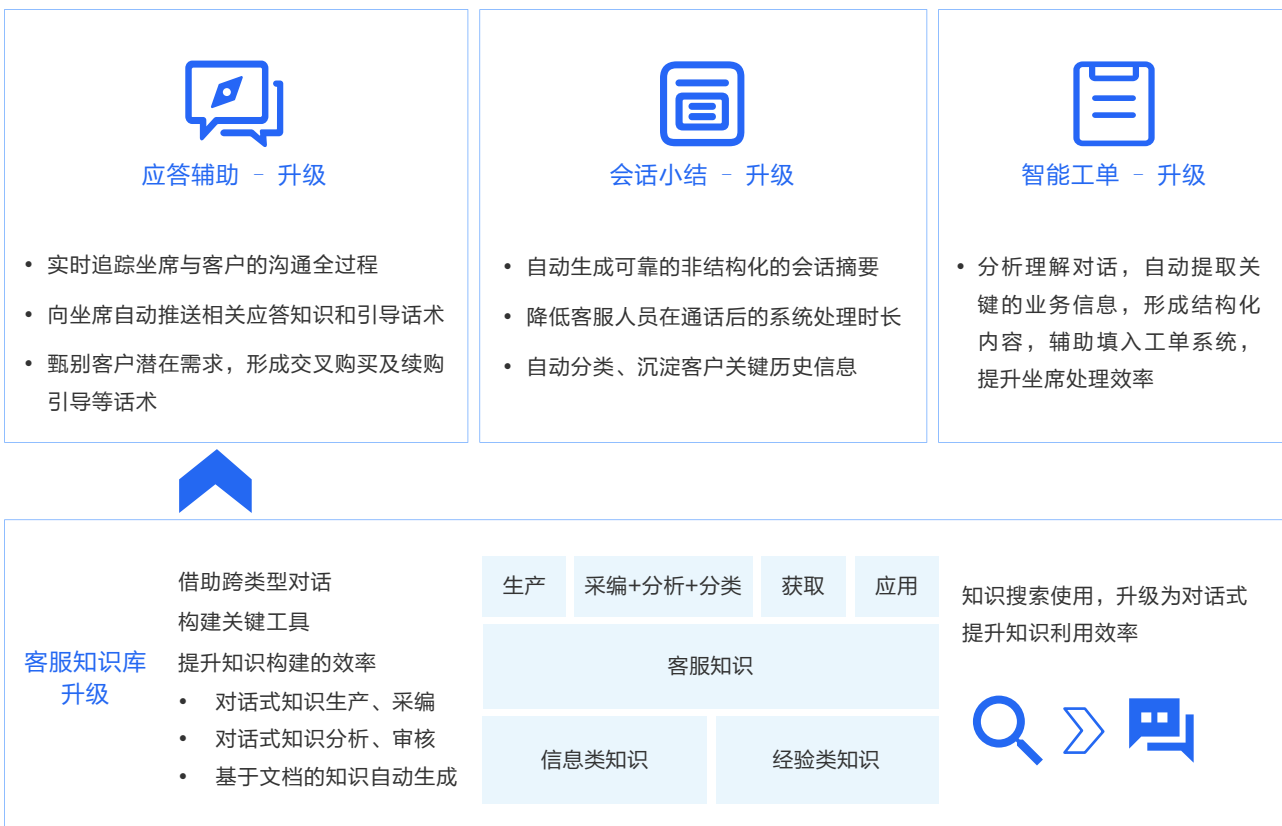 应答辅助 - 升级
• 实时追踪坐席与客户的沟通全过程
• 向坐席自动推送相关应答知识和引导话术
• 甄别客户潜在需求，形成交叉购买及续购
引导等话术
会话小结 - 升级
• 自动生成可靠的非结构化的会话摘要
• 降低客服人员在通话后的系统处理时长
• 自动分类、沉淀客户关键历史信息
智能工单 - 升级
• 分析理解对话，自动提取关
键的业务信息，形成结构化
内容，辅助填入工单系统，
提升坐席处理效率
客服知识库
升级
借助跨类型对话
构建关键工具
提升知识构建的效率
• 对话式知识生产、采编
• 对话式知识分析、审核
• 基于文档的知识自动生成
生产
采编+分析+分类
获取
应用
客服知识
信息类知识
经验类知识
知识搜索使用，升级为对话式
提升知识利用效率